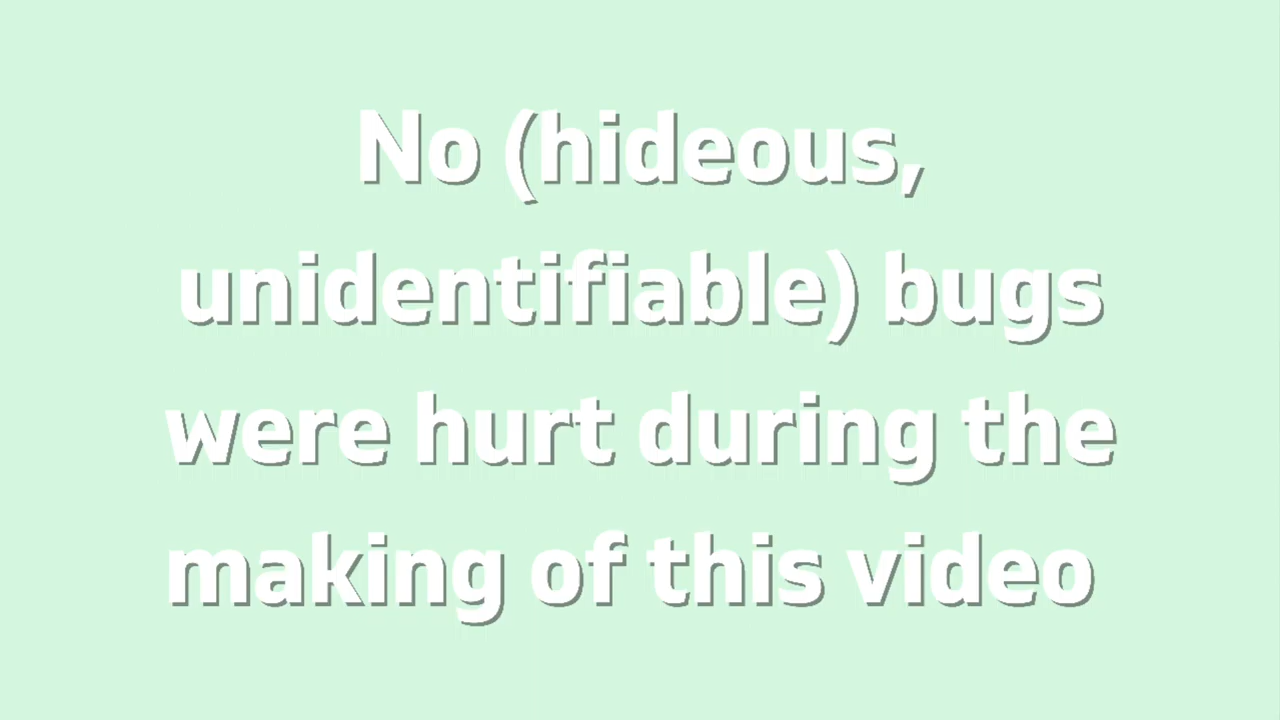 No (hideous,
unidentifiable) bugs
were hurt during the
making of this video